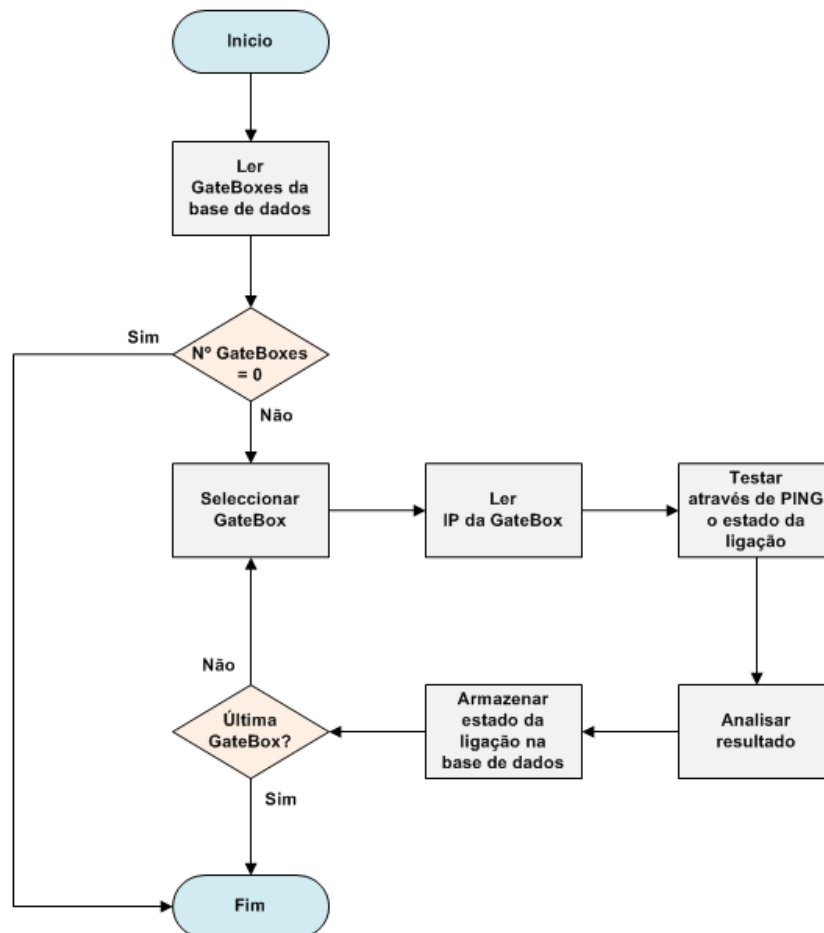 Inicio
Ler
GateBoxes da
base de dados
Sim
Nº GateBoxes
= 0
Não
Seleccionar
GateBox
Ler
IP da GateBox
Testar
através de PING
o estado da
ligação
Não
Última
GateBox?
Armazenar
estado da
ligação na
base de dados
Analisar
resultado
Sim
Fim